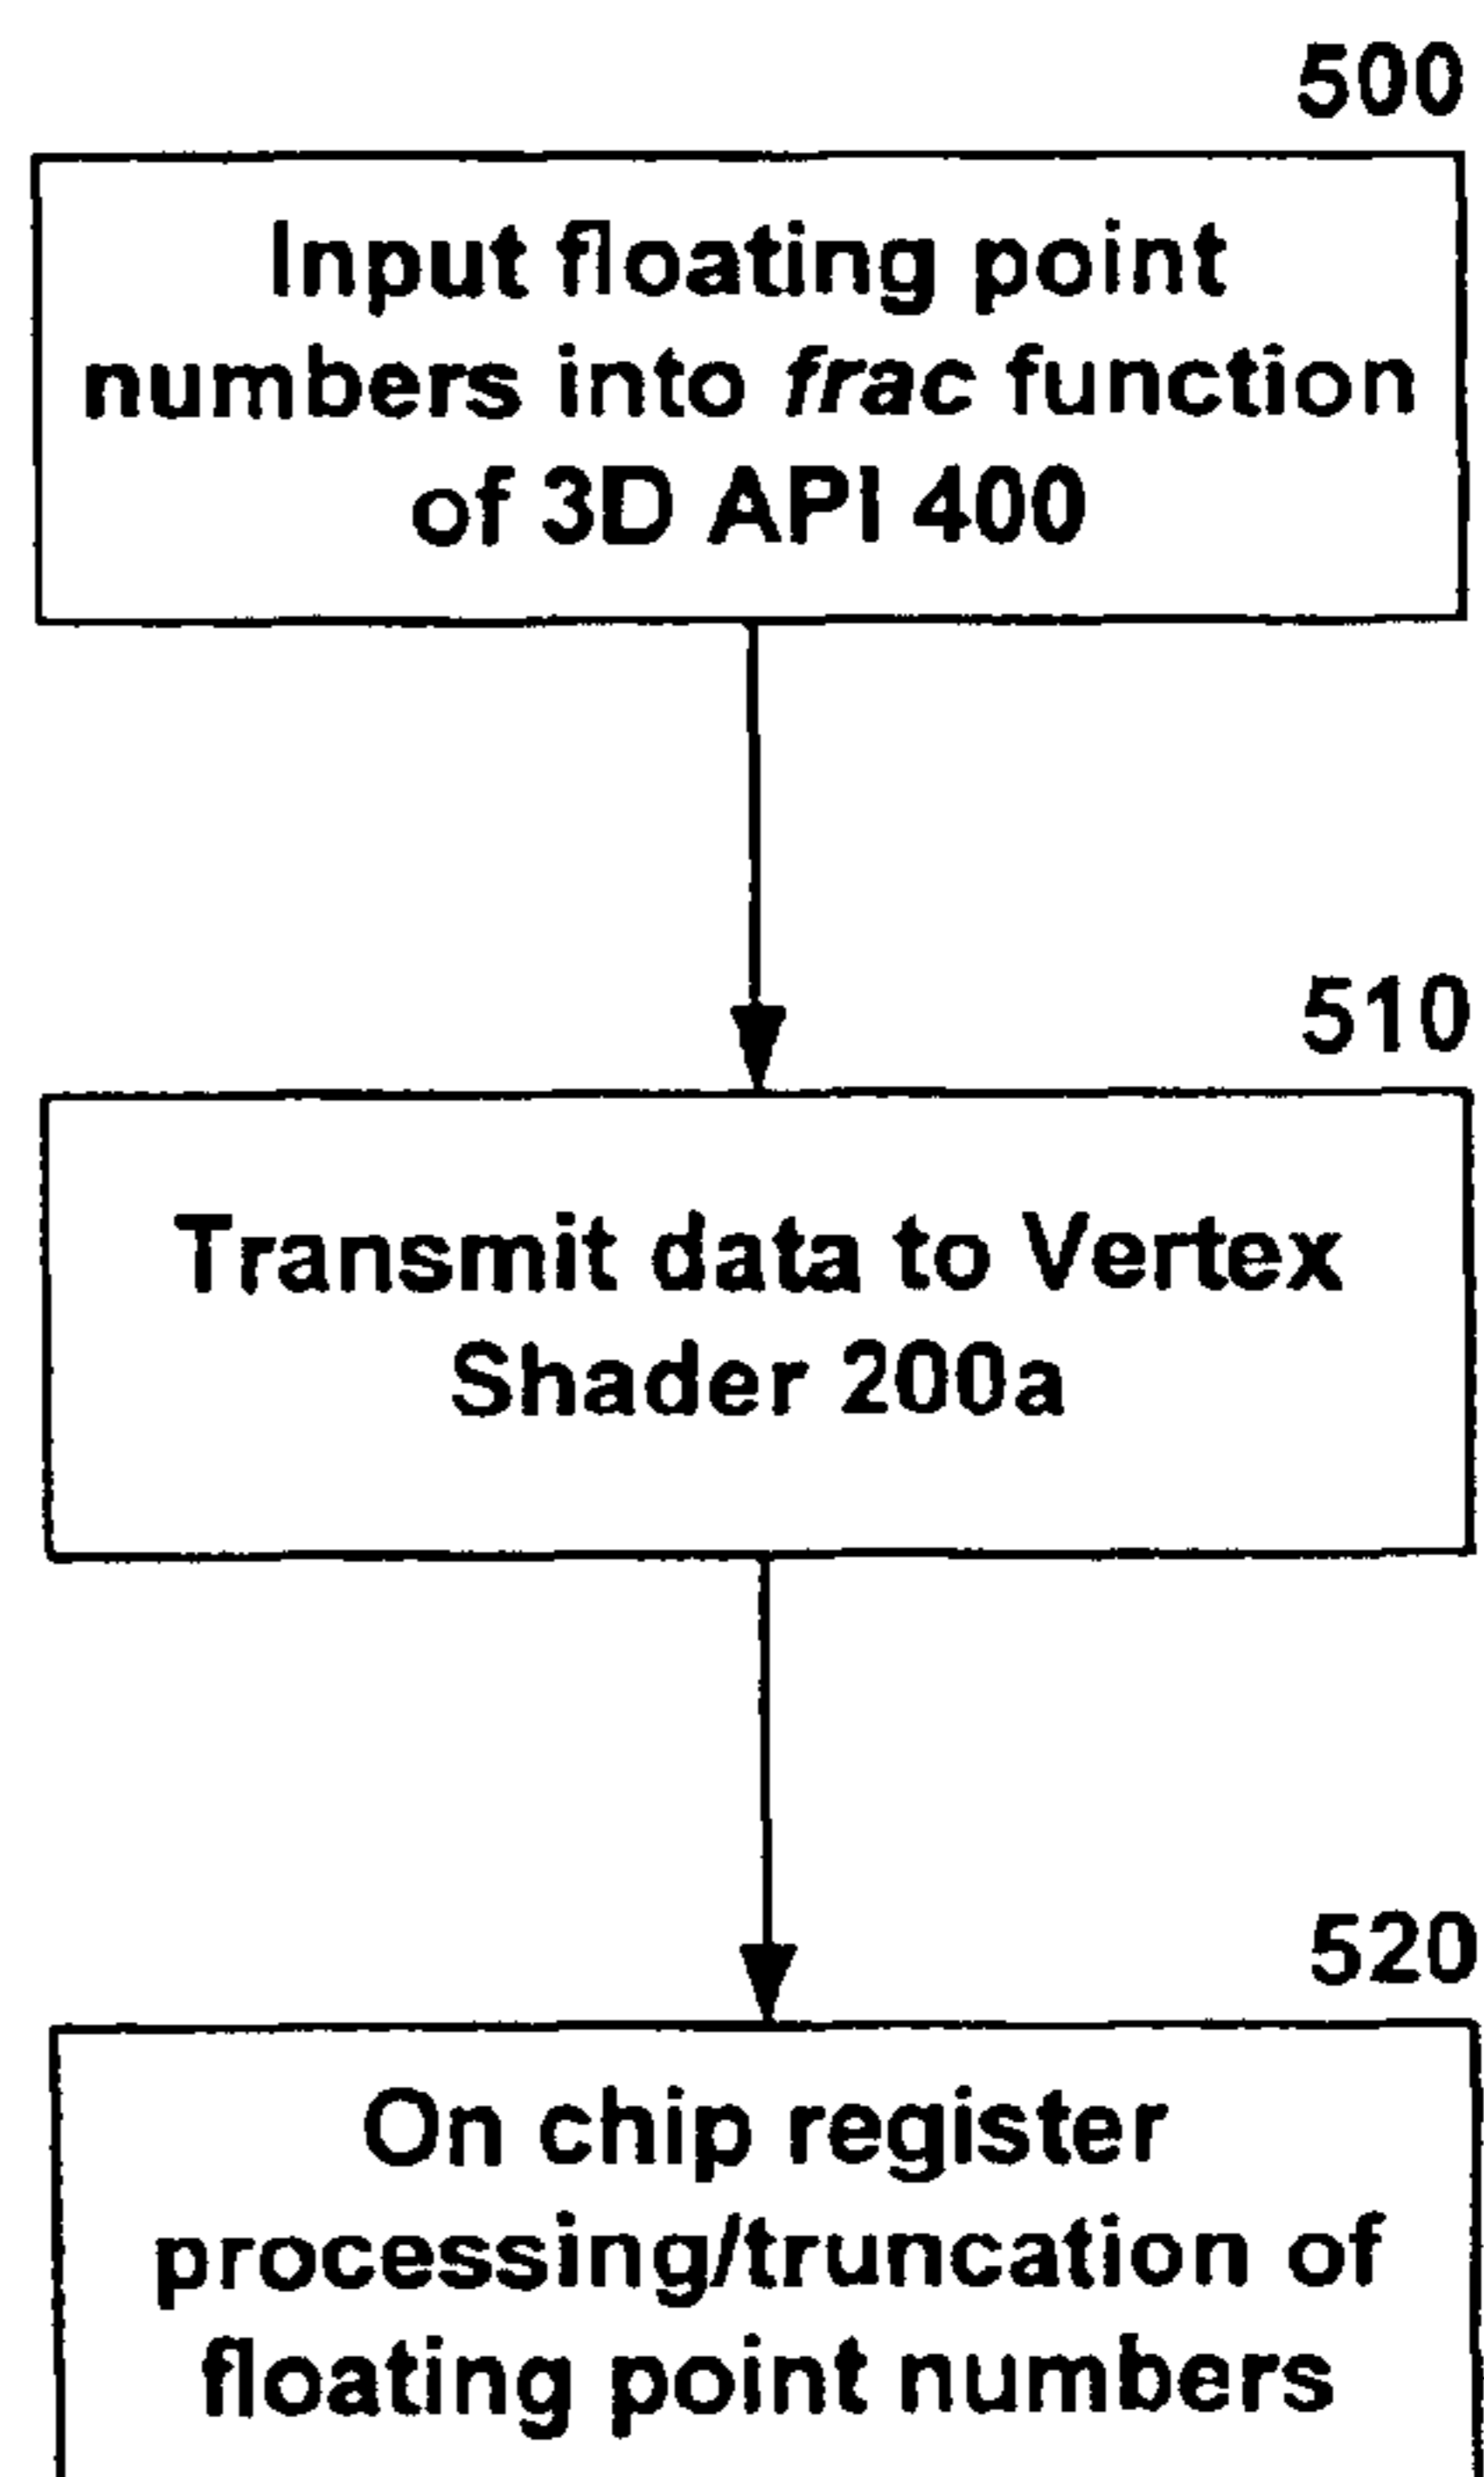 500
Input floating point
numbers into frac function
of 3D API 400
510
Transmit data to Vertex
Shader 200a
520
On chip register
processing/truncation of
floating point numbers